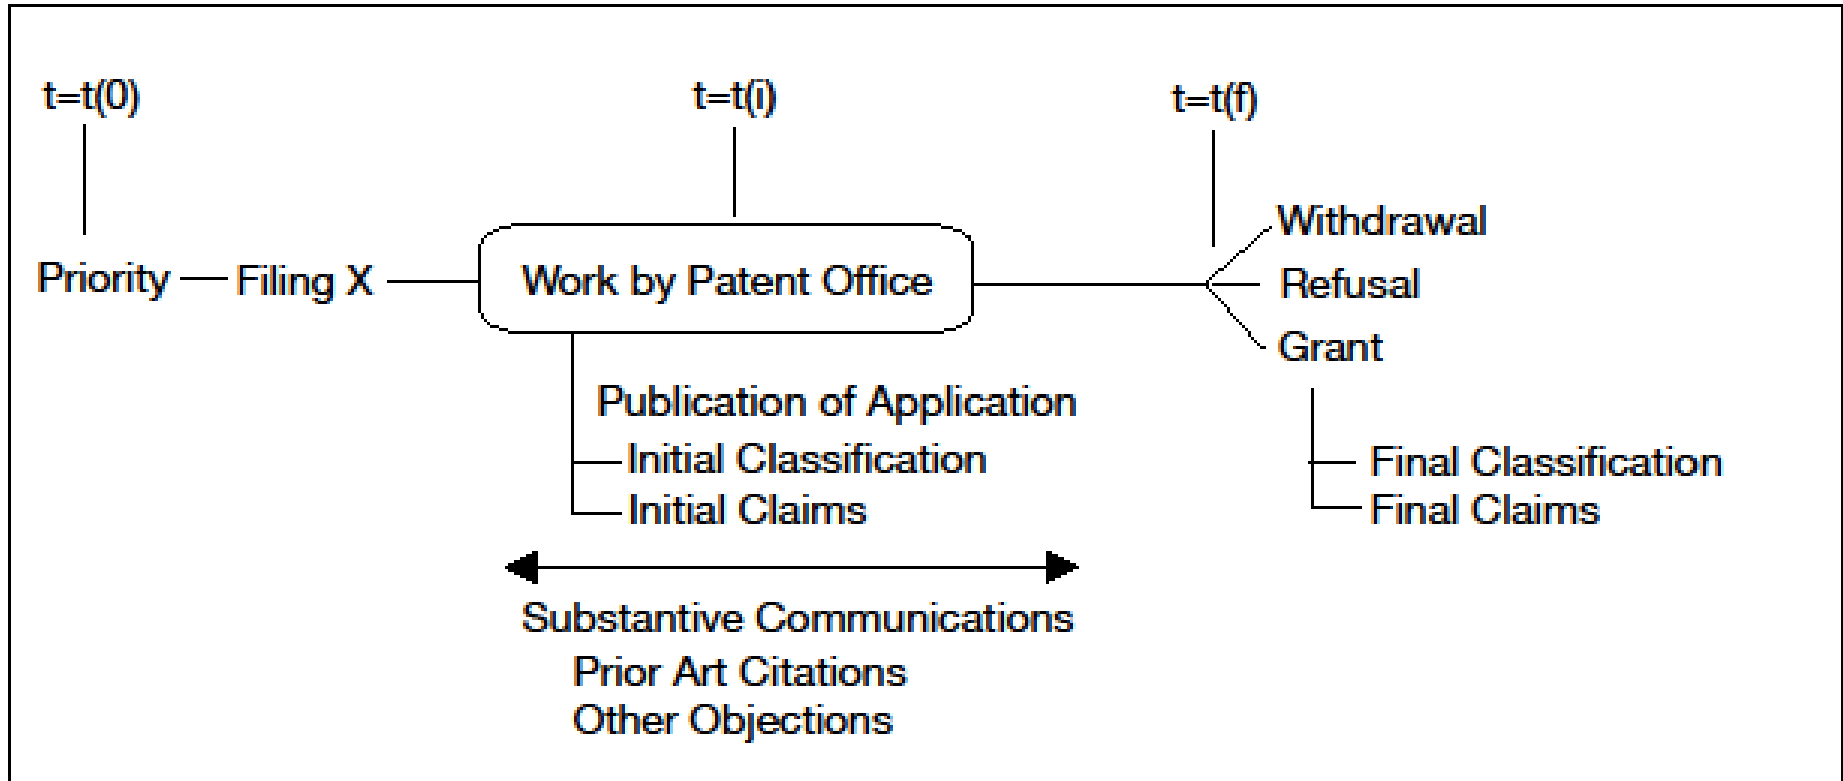 t=t(0)
t=t(i)
t=t(f)
Priority
Filing X
Work by Patent Office
Withdrawal
Refusal
Grant
Publication of Application
Initial Classification
Initial Claims
Final Classification
Final Claims
Substantive Communications
Prior Art Citations
Other Objections